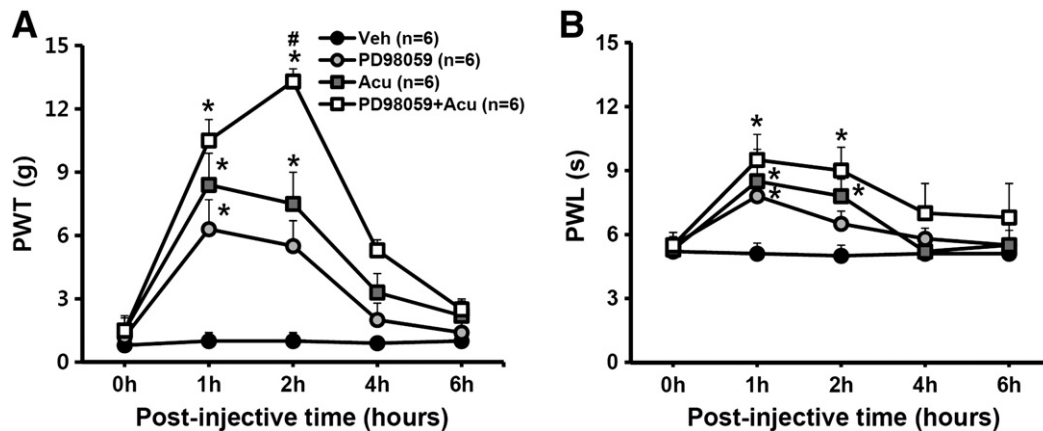 A
15
12
9
6
3
0
PWT (g)
#
*
*
*
*
*
Veh (n=6)
PD98059 (n=6)
Acu (n=6)
PD98059+Acu (n=6)
0h 1h 2h 4h 6h
Post-injective time (hours)
B
15
12
9
6
3
0
PWL (s)
*
*
*
*
*
0h 1h 2h 4h 6h
Post-injective time (hours)